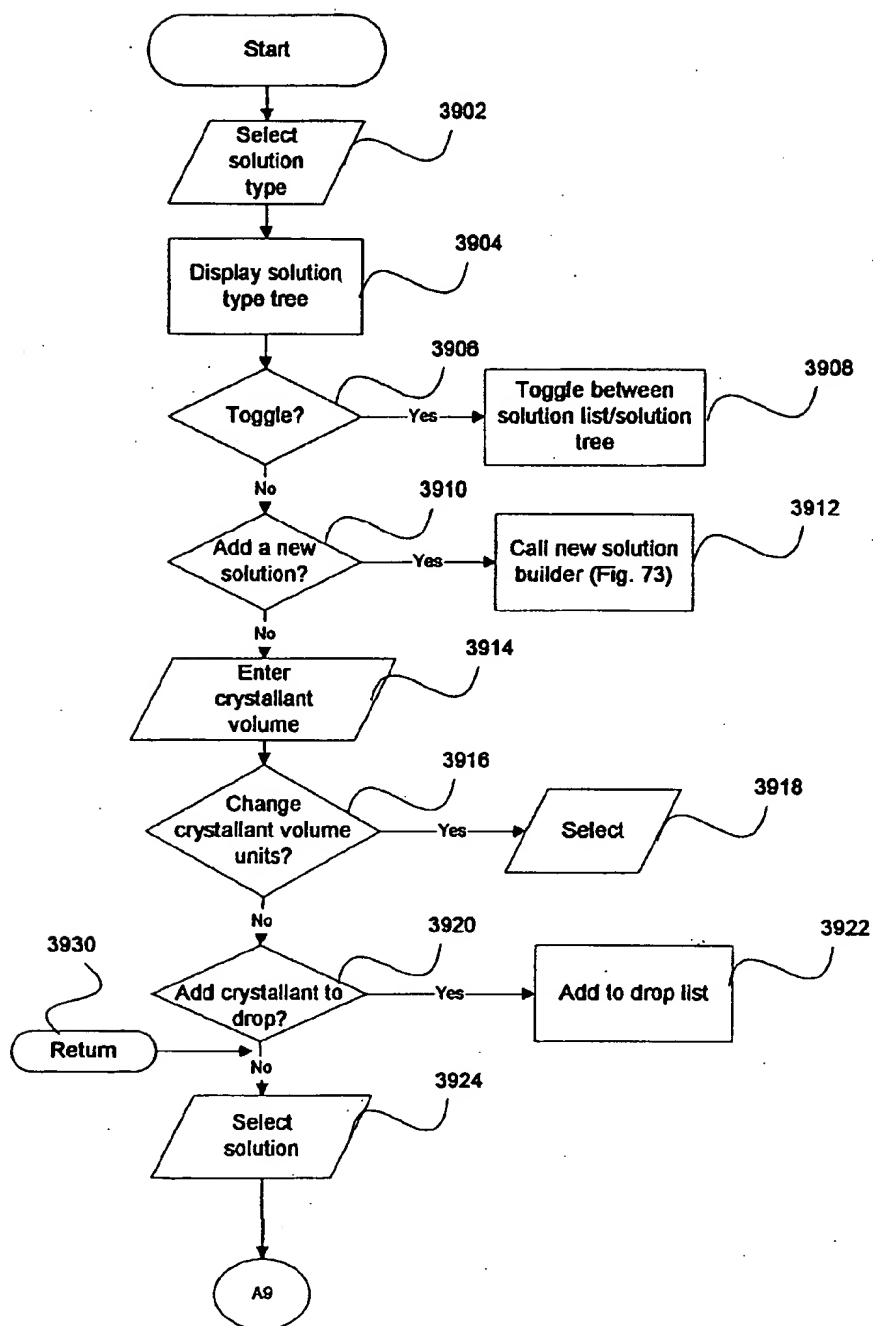 Start
3902
Select
solution
type
3904
Display solution
type tree
3906
Toggle?
Yes
3908
Toggle between
solution list/solution
tree
No
3910
Add a new
solution?
Yes
3912
Call new solution
builder (Fig. 73)
No
3914
Enter
crystallant
volume
3916
Change
crystallant volume
units?
Yes
3918
Select
No
3920
Add crystallant to
drop?
Yes
3922
Add to drop list
3930
Return
No
3924
Select
solution
A9